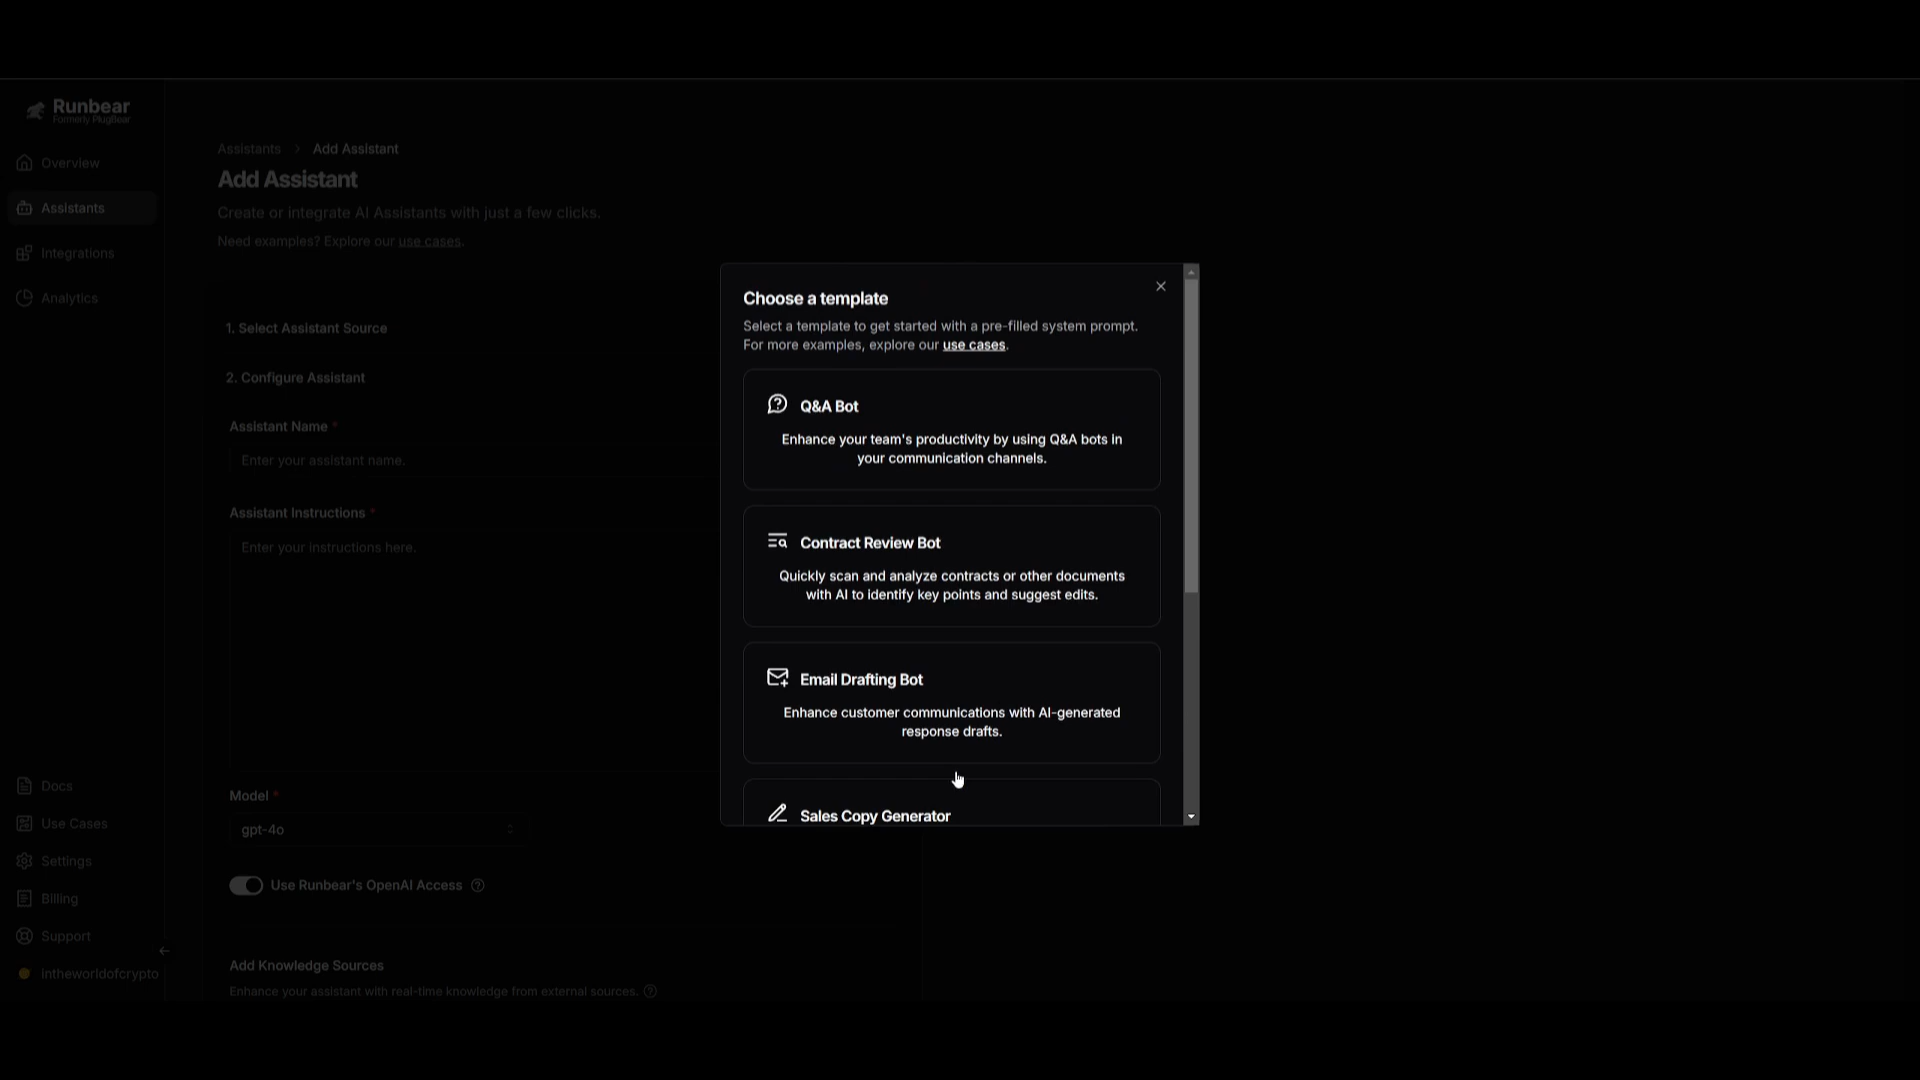 Runbear
Formerly PlugBear
Overview
Assistants
Integrations
Analytics
Docs
Use Cases
Settings
Billing
Support
intheworldofcrypto
Assistants > Add Assistant
Add Assistant
Create or integrate AI Assistants with just a few clicks.
Need examples? Explore our use cases.
1. Select Assistant Source
2. Configure Assistant
Assistant Name *
Enter your assistant name.
Assistant Instructions *
Enter your instructions here.
Model *
gpt-4o
Use Runbear's OpenAI Access
Add Knowledge Sources
Enhance your assistant with real-time knowledge from external sources.
Choose a template
Select a template to get started with a pre-filled system prompt.
For more examples, explore our use cases.
Q&A Bot
Enhance your team's productivity by using Q&A bots in
your communication channels.
Contract Review Bot
Quickly scan and analyze contracts or other documents
with AI to identify key points and suggest edits.
Email Drafting Bot
Enhance customer communications with AI-generated
response drafts.
Sales Copy Generator